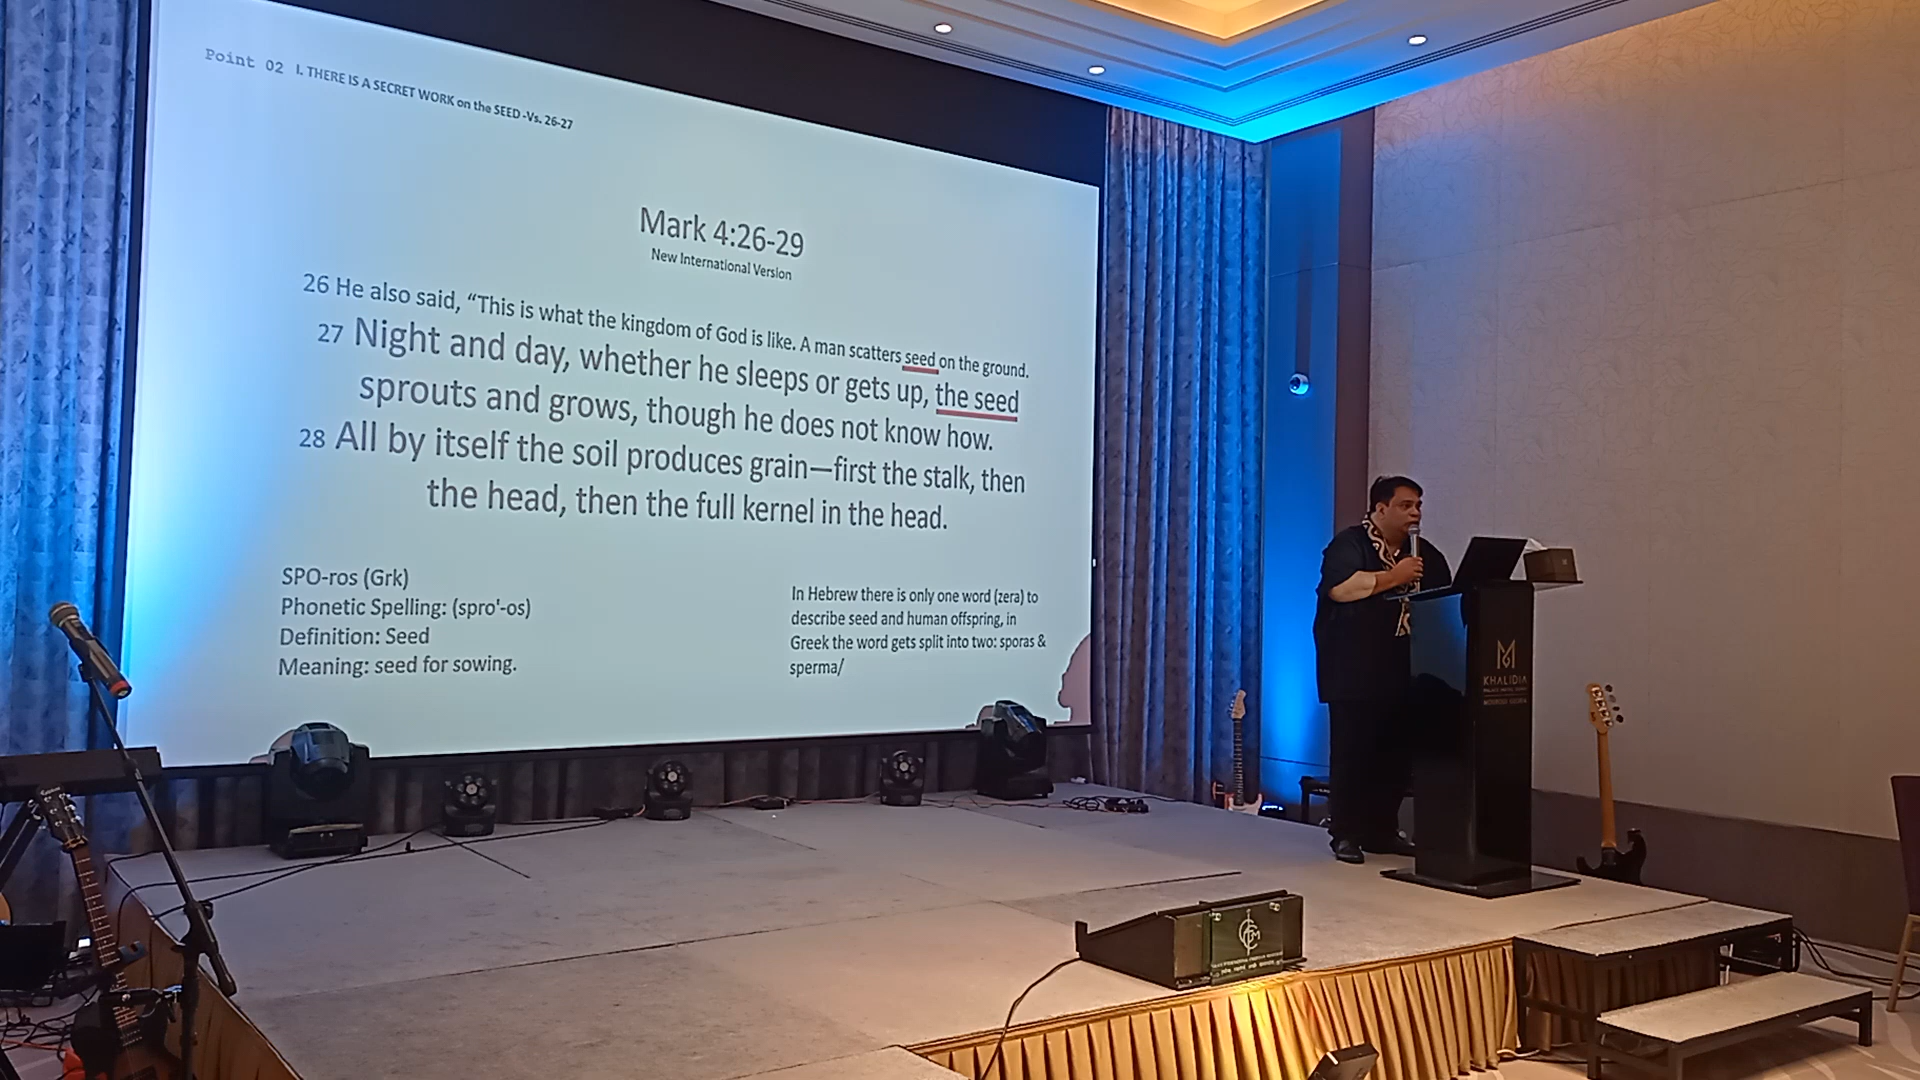 Point 02 I. THERE IS A SECRET WORK on the SEED -Vs. 26-27
Mark 4:26-29
New International Version
26 He also said, “This is what the kingdom of God is like. A man scatters seed on the ground.
27 Night and day, whether he sleeps or gets up, the seed
sprouts and grows, though he does not know how.
28 All by itself the soil produces grain—first the stalk, then
the head, then the full kernel in the head.
SPO-ros (Grk)
Phonetic Spelling: (spro'-os)
Definition: Seed
Meaning: seed for sowing.
In Hebrew there is only one word (zera) to
describe seed and human offspring, in
Greek the word gets split into two: sporas &
sperma/
KHALIDIA